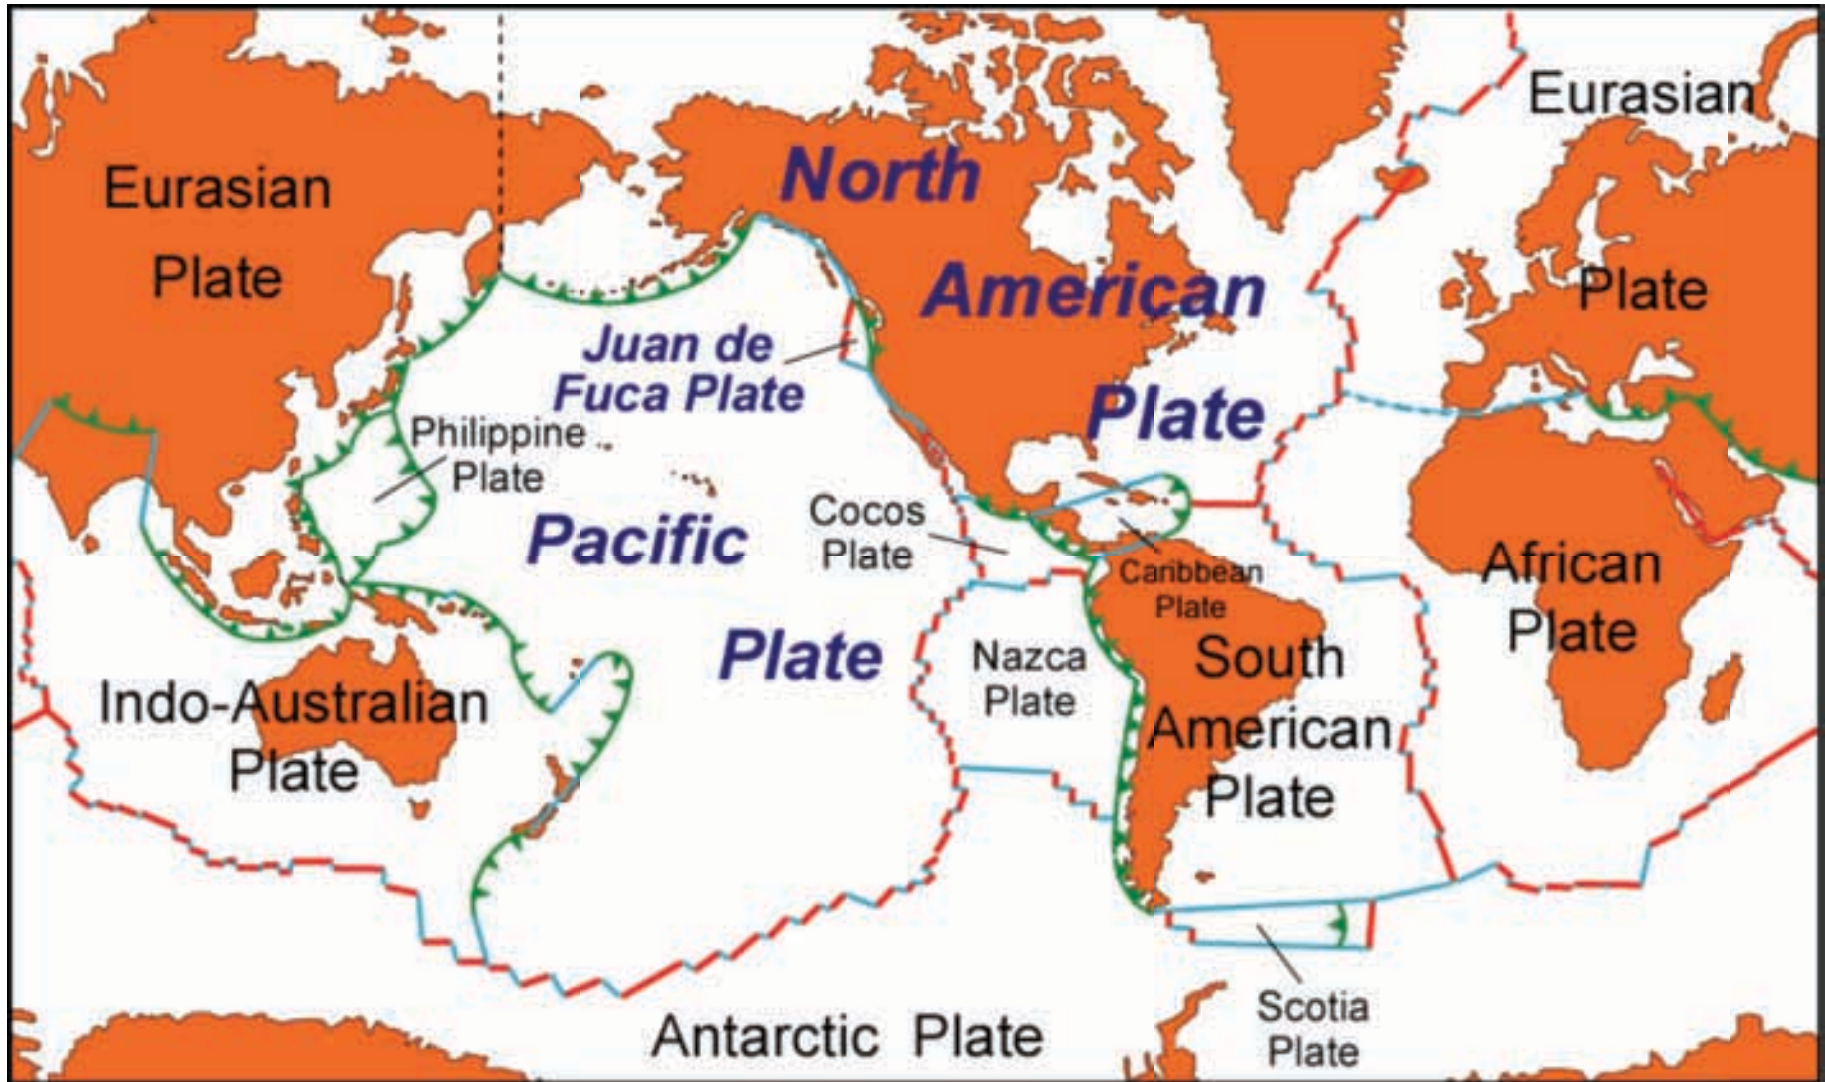 Eurasian
Plate
North
American
Plate
Eurasian
Plate
Juan de
Fuca Plate
Philippine
Plate
Pacific
Plate
Cocos
Plate
Caribbean
Plate
African
Plate
Nazca
Plate
South
American
Plate
Indo-Australian
Plate
Scotia
Plate
Antarctic Plate